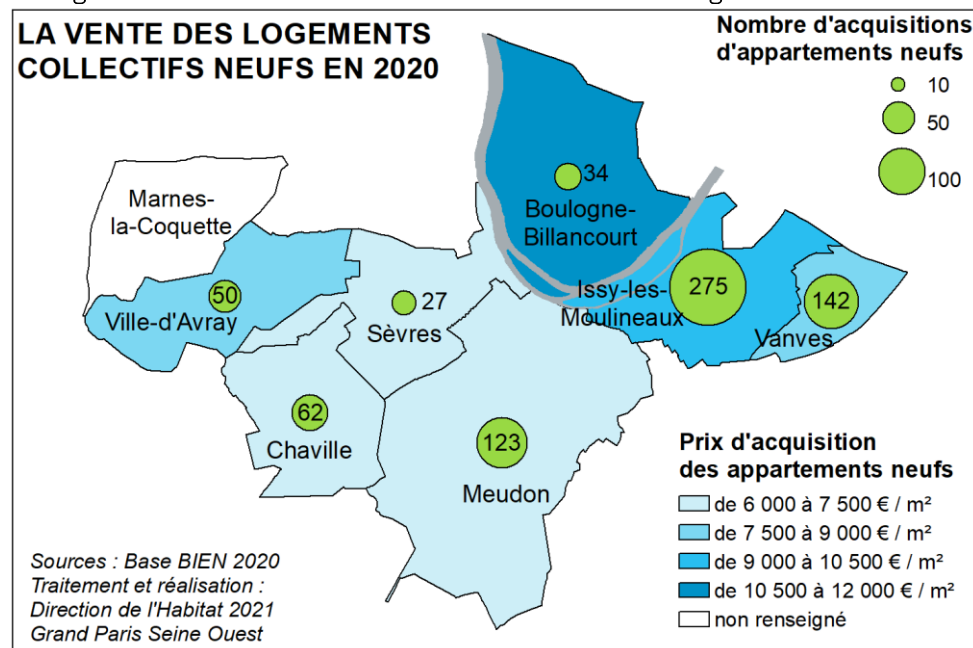 LA VENTE DES LOGEMENTS
COLLECTIFS NEUFS EN 2020
Nombre d'acquisitions
d'appartements neufs
10
50
100
34
Boulogne-
Billancourt
Marnes-
la-Coquette
50
Ville-d'Avray
27
Sèvres
275
Issy-les-
Moulineaux
142
Vanves
62
Chaville
123
Meudon
Prix d'acquisition
des appartements neufs
de 6 000 à 7 500 € / m²
de 7 500 à 9 000 € / m²
de 9 000 à 10 500 € / m²
de 10 500 à 12 000 € / m²
non renseigné
Sources : Base BIEN 2020
Traitement et réalisation :
Direction de l'Habitat 2021
Grand Paris Seine Ouest